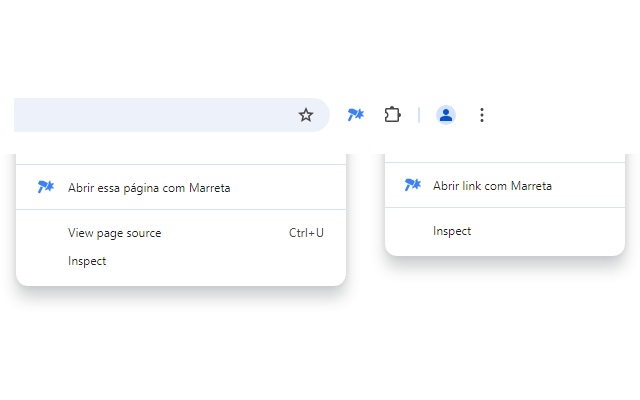 Abrir essa página com Marreta
View page source Ctrl+U
Inspect
Abrir link com Marreta
Inspect